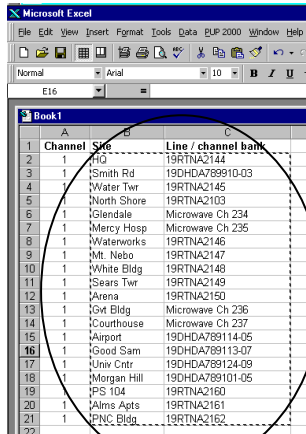 Microsoft Excel
File Edit View Insert Format Tools Data PUP 2000 Window Help
Normal Arial 10 B I U
E16 =
Book1
A B C
1 Channel Site Line / channel bank
2 1 HQ 19RTNA2144
3 1 Smith Rd 19DHDA789910-03
4 1 Water Twr 19RTNA2145
5 1 North Shore 19RTNA2103
6 1 Glendale Microwave Ch 234
7 1 Mercy Hosp Microwave Ch 235
8 1 Waterworks 19RTNA2146
9 1 Mt. Nebo 19RTNA2147
10 1 White Bldg 19RTNA2148
11 1 Sears Twr 19RTNA2149
12 1 Arena 19RTNA2150
13 1 Gvt Bldg Microwave Ch 236
14 1 Courthouse Microwave Ch 237
15 1 Airport 19DHDA789114-05
16 1 Good Sam 19DHDA789113-07
17 1 Univ Cntr 19DHDA789124-09
18 1 Morgan Hill 19DHDA789101-05
19 1 PS 104 19RTNA2160
20 1 Alms Apts 19RTNA2161
21 1 PNC Bldg 19RTNA2162
22